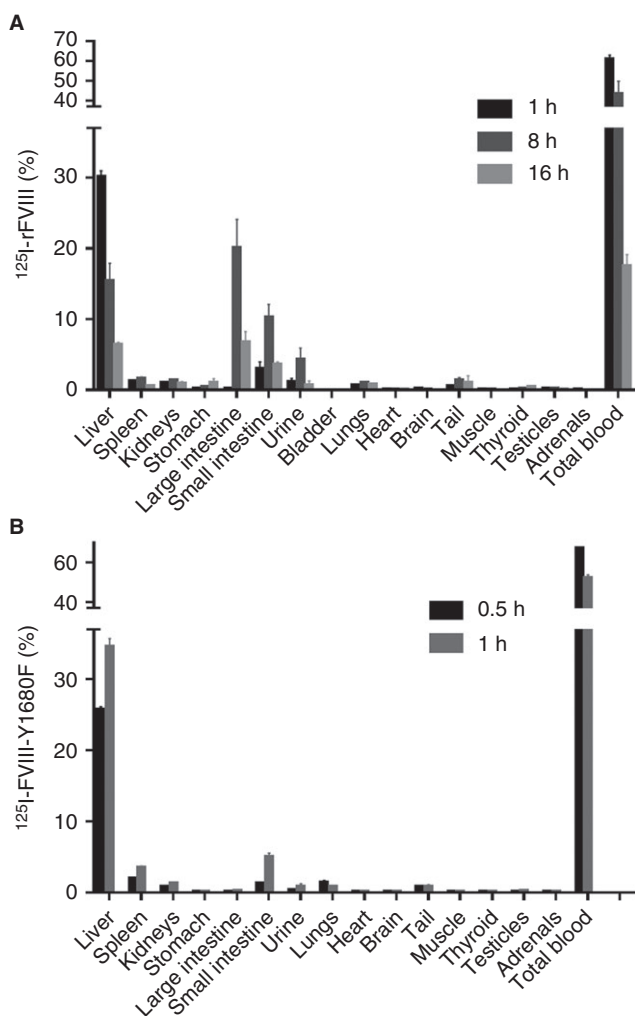 A
70
60
50
40
30
20
10
0
¹²⁵I-rFVIII (%)
1 h
8 h
16 h
Liver
Spleen
Kidneys
Stomach
Large intestine
Small intestine
Urine
Bladder
Lungs
Heart
Brain
Tail
Muscle
Thyroid
Testicles
Adrenals
Total blood
B
60
40
30
20
10
0
¹²⁵I-FVIII-Y1680F (%)
0.5 h
1 h
Liver
Spleen
Kidneys
Stomach
Large intestine
Small intestine
Urine
Lungs
Heart
Brain
Tail
Muscle
Thyroid
Testicles
Adrenals
Total blood